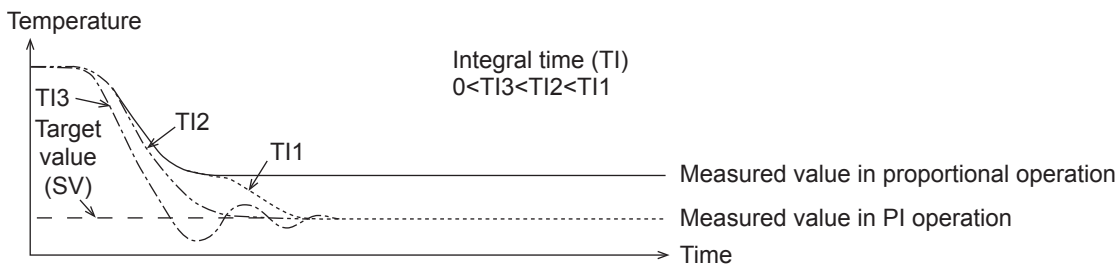 Temperature
Integral time (TI)
0<TI3<TI2<TI1
TI3
TI2
Target
value
(SV)
TI1
Measured value in proportional operation
Measured value in PI operation
Time